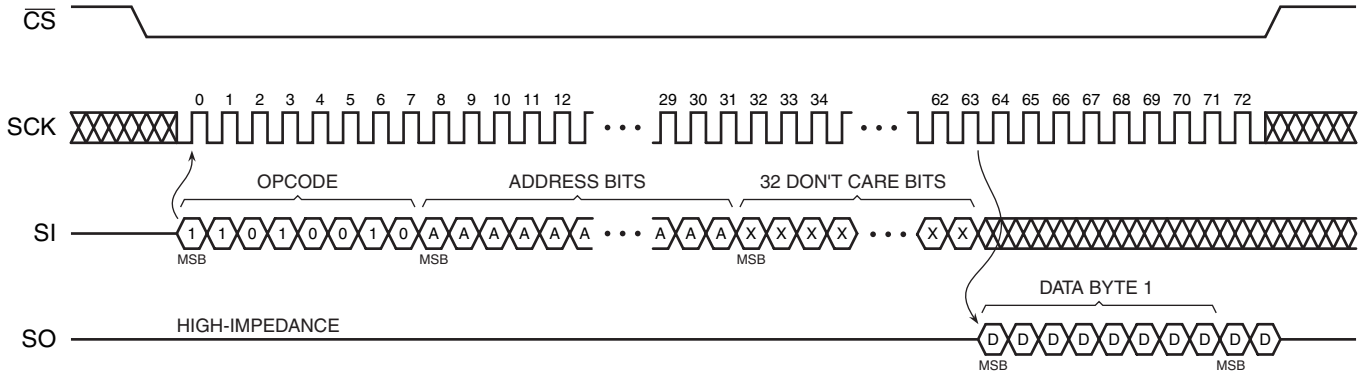 CS
SCK
0 1 2 3 4 5 6 7 8 9 10 11 12 29 30 31 32 33 34 62 63 64 65 66 67 68 69 70 71 72
OPCODE ADDRESS BITS 32 DON'T CARE BITS
SI
1 1 0 1 0 0 1 0 A A A A A A A A A X X X X X X
MSB MSB MSB
DATA BYTE 1
HIGH-IMPEDANCE
SO
D D D D D D D D D D
MSB MSB